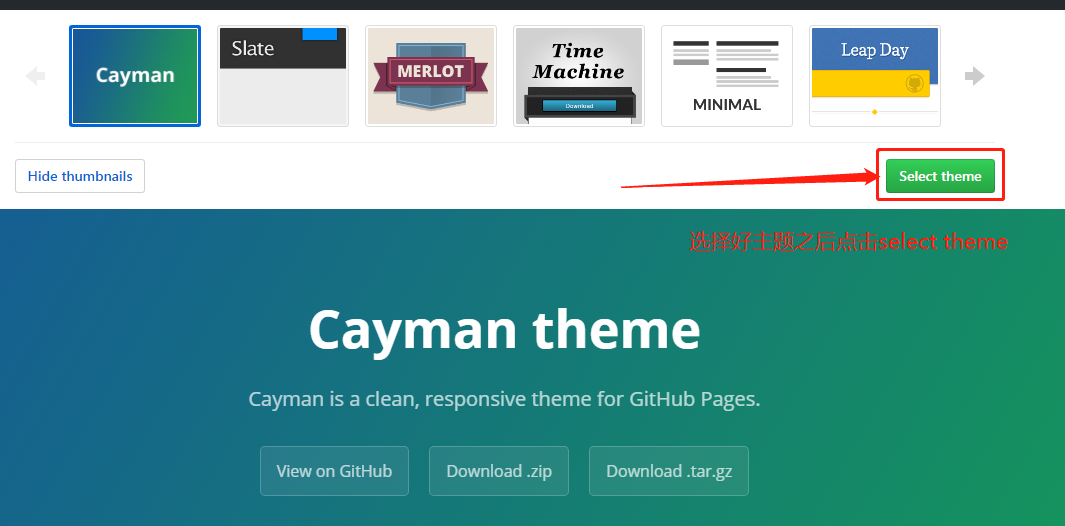 Cayman
Slate
MERLOT
Time
Machine
Download
MINIMAL
Leap Day
Hide thumbnails
Select theme
选择好主题之后点击select theme
Cayman theme
Cayman is a clean, responsive theme for GitHub Pages.
View on GitHub
Download .zip
Download .tar.gz